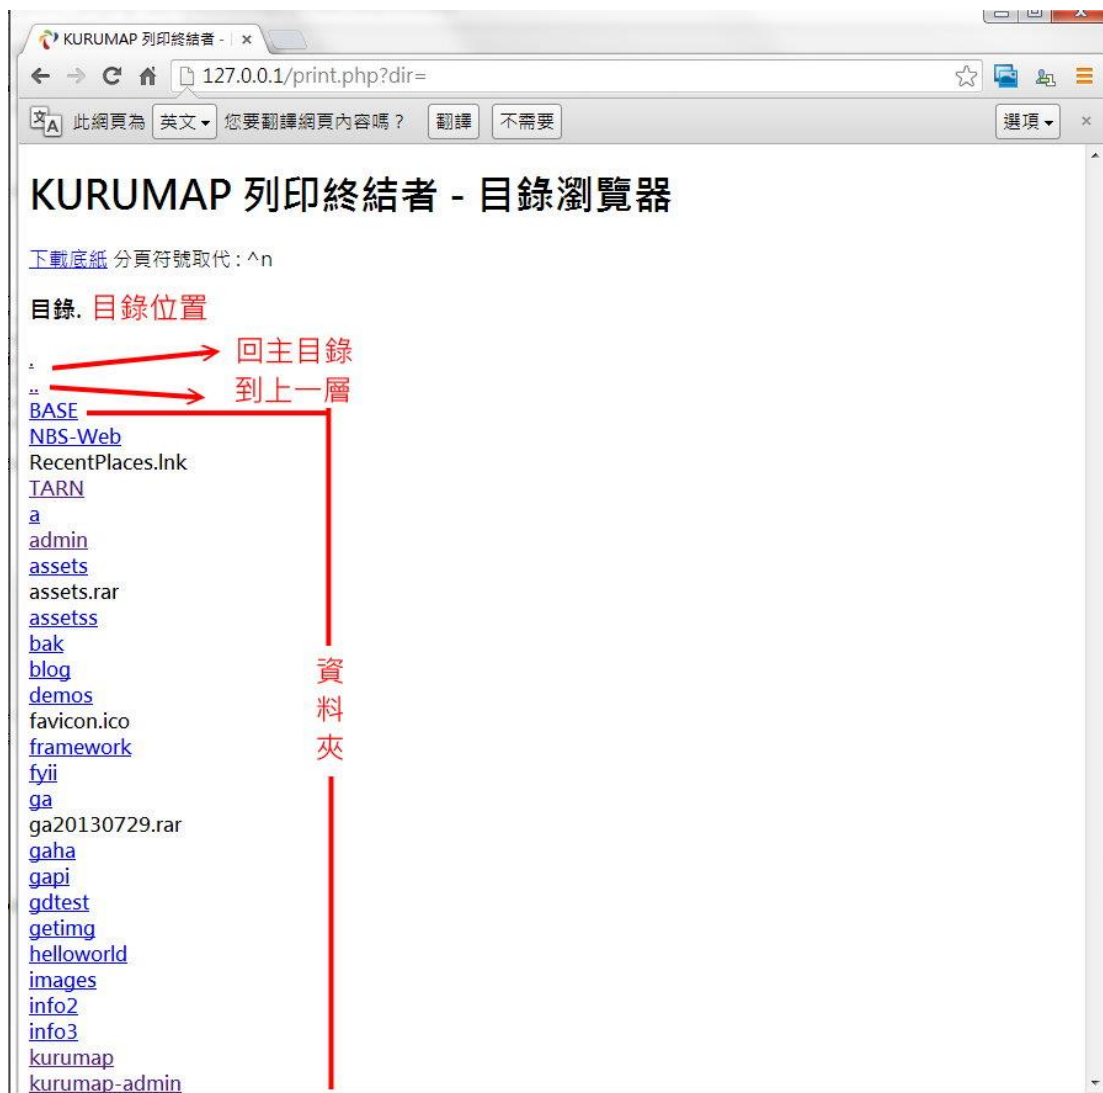 KURUMAP 列印終結者 -
127.0.0.1/print.php?dir=
此網頁為 英文 您要翻譯網頁內容嗎？ 翻譯 不需要 選項
KURUMAP 列印終結者 - 目錄瀏覽器
下載底紙 分頁符號取代 : ^n
目錄. 目錄位置
. 回主目錄
.. 到上一層
BASE
NBS-Web
RecentPlaces.lnk
TARN
a
admin
assets
assets.rar
assetss
bak
blog
資料夾
demos
favicon.ico
framework
fyii
ga
ga20130729.rar
gaha
gapi
gdtest
getimg
helloworld
images
info2
info3
kurumap
kurumap-admin